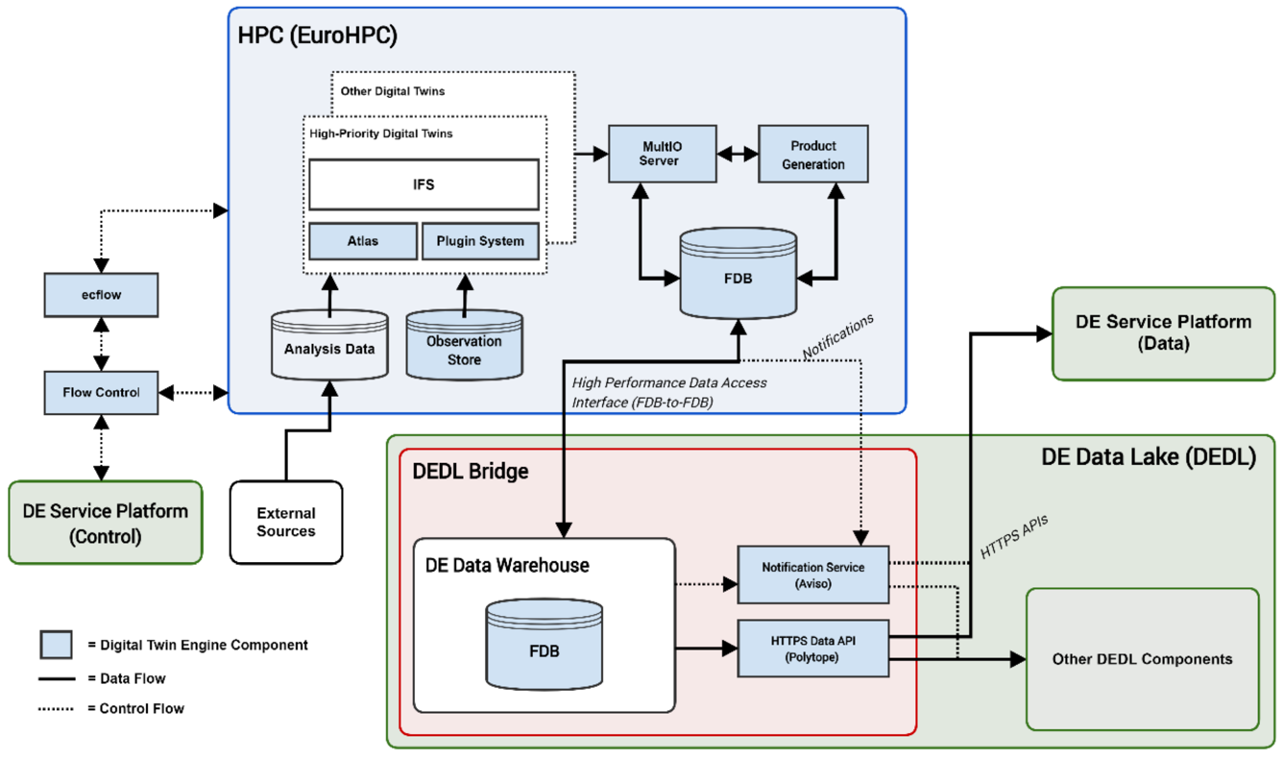 HPC (EuroHPC)
Other Digital Twins
High-Priority Digital Twins
IFS
Atlas
Plugin System
MultIO
Server
Product
Generation
FDB
ecflow
Flow Control
Analysis Data
Observation
Store
Notifications
High Performance Data Access
Interface (FDB-to-FDB)
DE Service Platform
(Data)
DE Service Platform
(Control)
External
Sources
DE Data Lake (DEDL)
DEDL Bridge
DE Data Warehouse
FDB
Notification Service
(Aviso)
HTTPS Data API
(Polytope)
HTTPS APIs
Other DEDL Components
= Digital Twin Engine Component
= Data Flow
= Control Flow